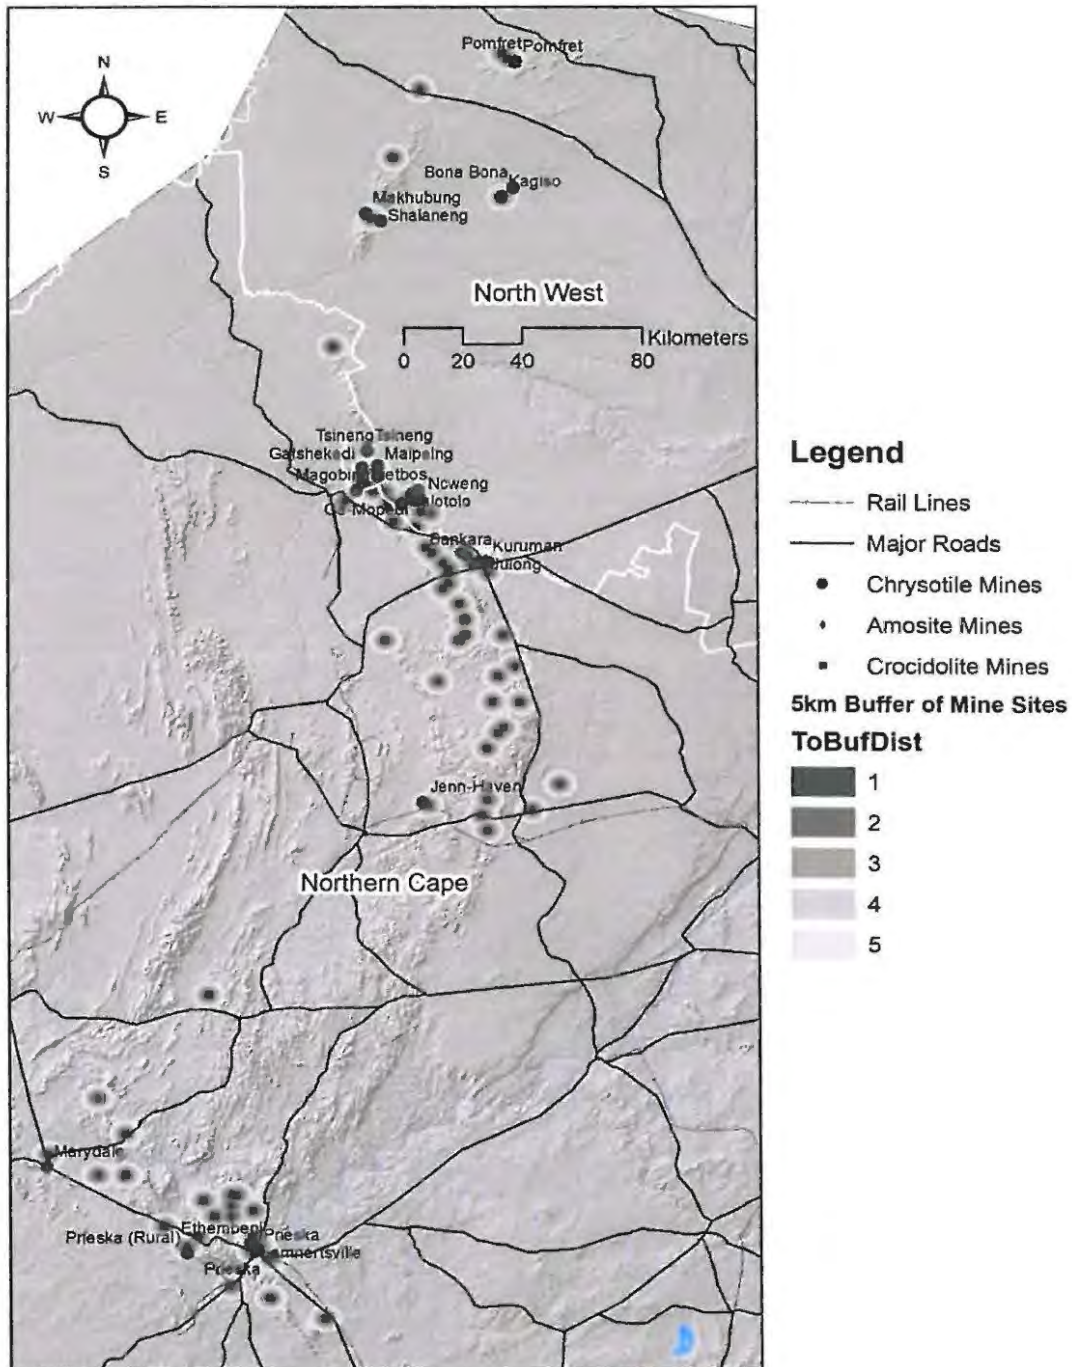 Pomfret Pomfret
N
W E
S
Bona Bona
Kagiso
Makhubung
Shalaneng
North West
Kilometers
0 20 40 80
Tsineng Tsineng
Gatshekedi Maipeing
Ncweng
Bankara
Kuruman
Jenn-Haven
Northern Cape
Marydale
Ethembeni
Prieska (Rural) Prieska
Prieska
Legend
Rail Lines
Major Roads
Chrysotile Mines
Amosite Mines
Crocidolite Mines
5km Buffer of Mine Sites
ToBufDist
1
2
3
4
5